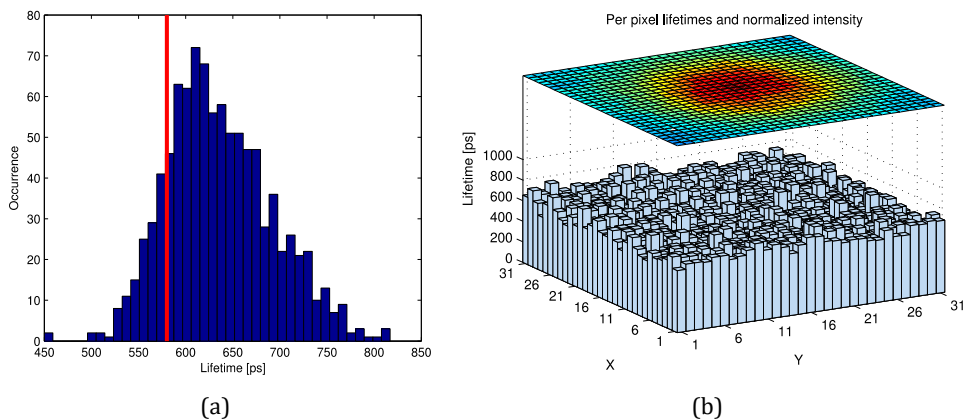 80
70
60
50
40
30
20
10
0
Occurrence
450 500 550 600 650 700 750 800 850
Lifetime [ps]
(a)
Per pixel lifetimes and normalized intensity
1000
800
600
400
200
0
Lifetime [ps]
31 26 21 16 11 6 1
X
1 6 11 16 21 26 31
Y
(b)